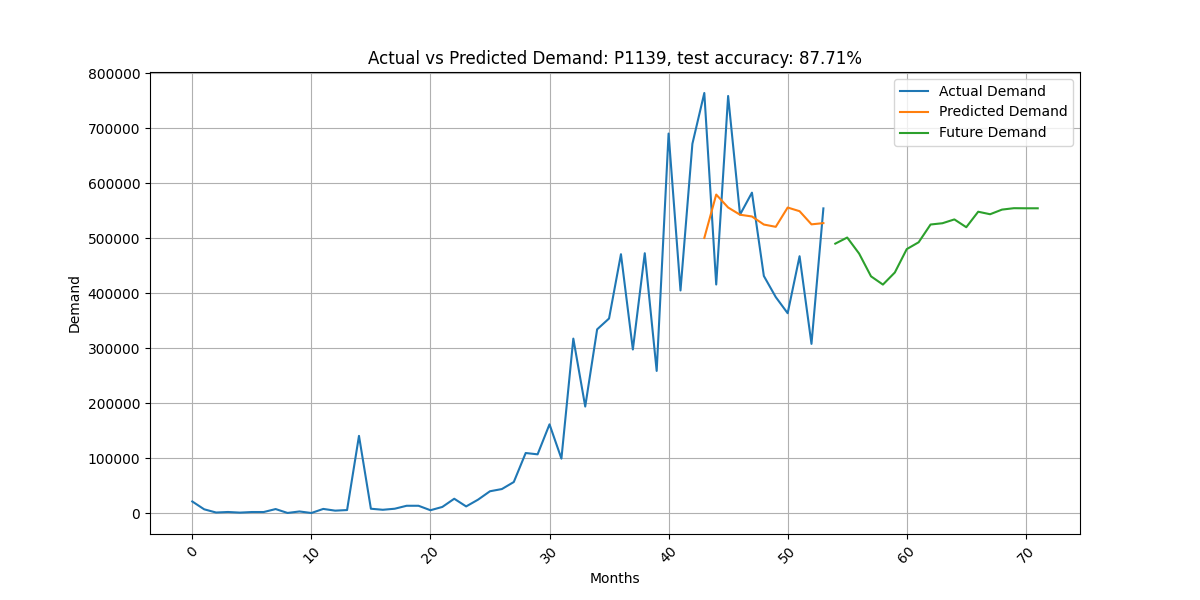 Actual vs Predicted Demand: P1139, test accuracy: 87.71%
800000
700000
600000
500000
400000
300000
200000
100000
0
Demand
Actual Demand
Predicted Demand
Future Demand
0 10 20 30 40 50 60 70
Months